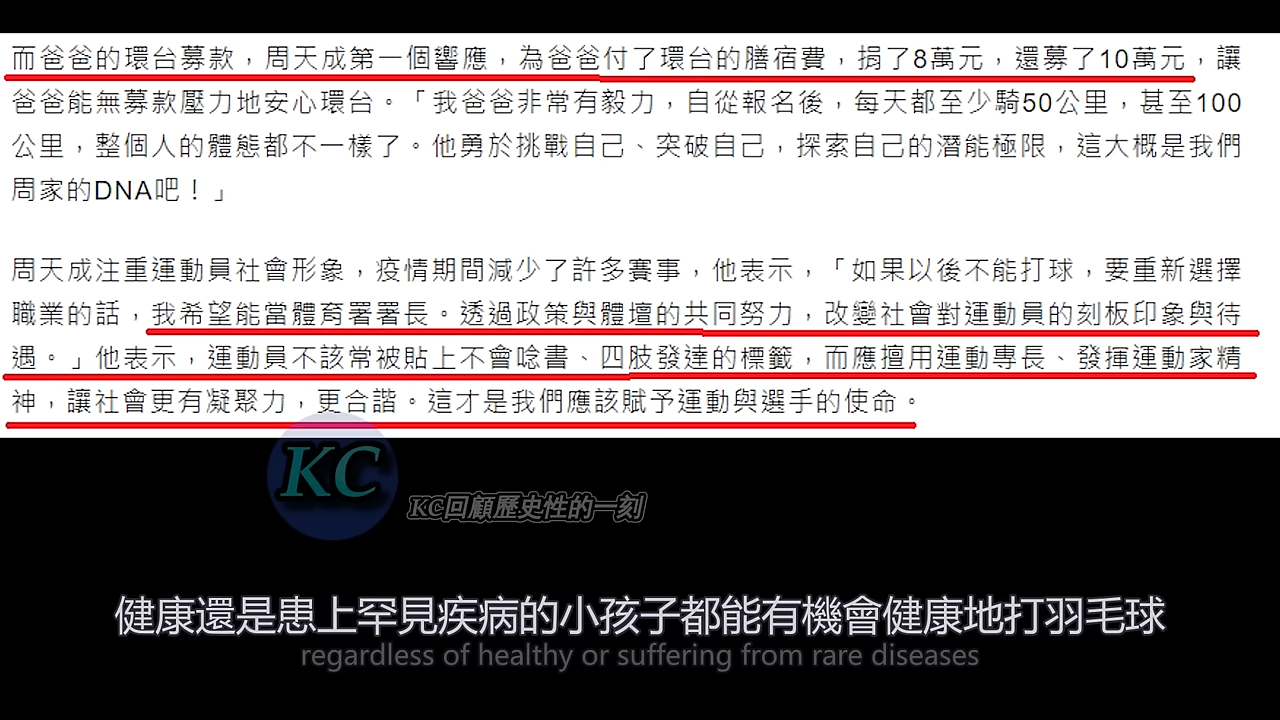 而爸爸的環台募款，周天成第一個響應，為爸爸付了環台的膳宿費，捐了8萬元，還募了10萬元，讓
爸爸能無募款壓力地安心環台。「我爸爸非常有毅力，自從報名後，每天都至少騎50公里，甚至100
公里，整個人的體態都不一樣了。他勇於挑戰自己、突破自己，探索自己的潛能極限，這大概是我們
周家的DNA吧！」
周天成注重運動員社會形象，疫情期間減少了許多賽事，他表示，「如果以後不能打球，要重新選擇
職業的話，我希望能當體育署署長。透過政策與體壇的共同努力，改變社會對運動員的刻板印象與待
遇。」他表示，運動員不該常被貼上不會唸書、四肢發達的標籤，而應擅用運動專長、發揮運動家精
神，讓社會更有凝聚力，更合諧。這才是我們應該賦予運動與選手的使命。
KC
KC回顧歷史性的一刻
健康還是患上罕見疾病的小孩子都能有機會健康地打羽毛球
regardless of healthy or suffering from rare diseases